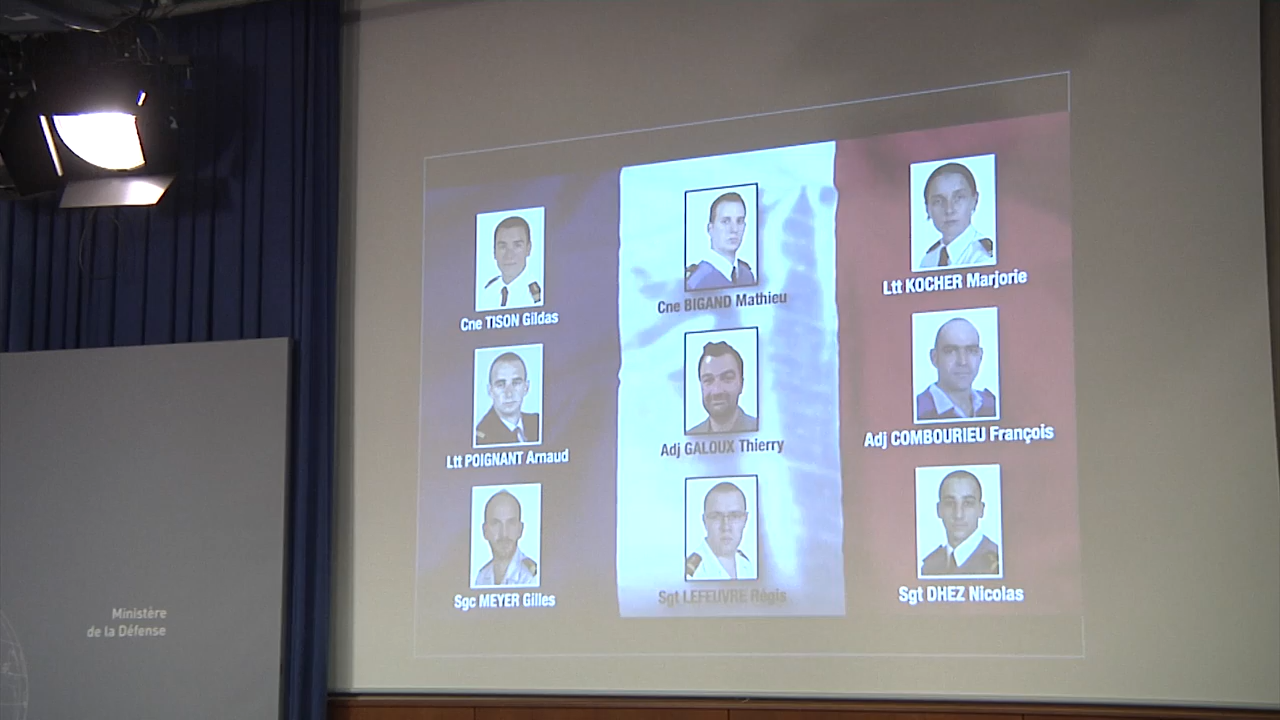 Cne TISON Gildas
Cne BIGAND Mathieu
Ltt KOCHER Marjorie
Ltt POIGNANT Arnaud
Adj GALOUX Thierry
Adj COMBOURIEU François
Sgc MEYER Gilles
Sgt LEFEUVRE Régis
Sgt DHEZ Nicolas
Ministère
de la Défense